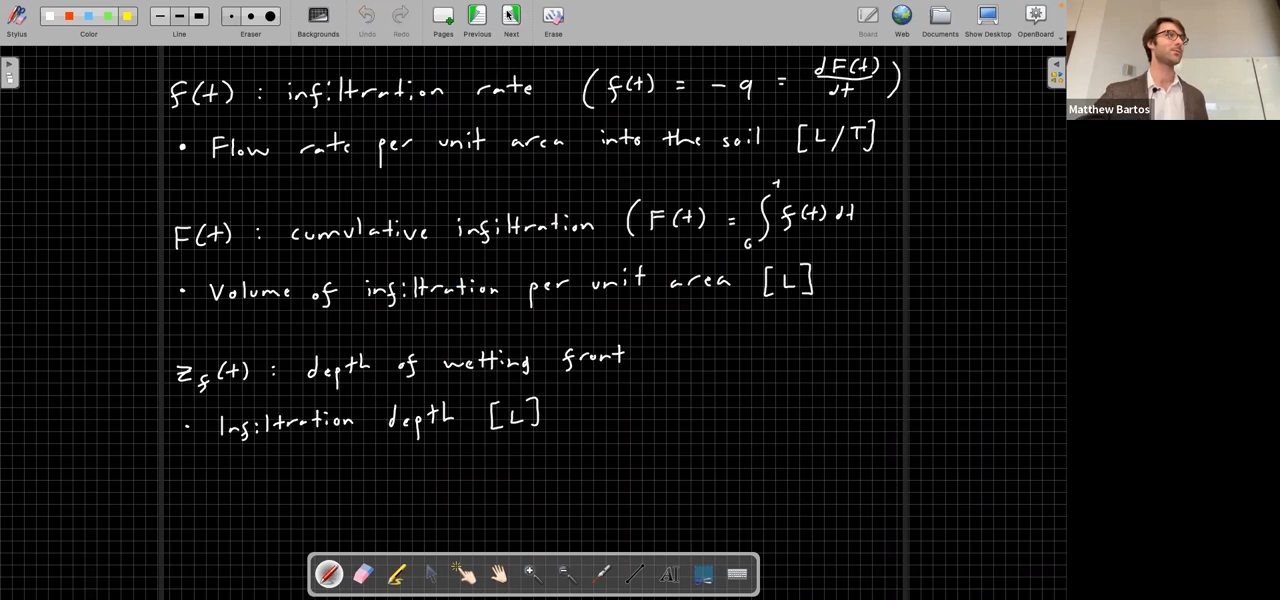 Stylus
Color
Line
Eraser
Backgrounds
Undo
Redo
Pages
Previous
Next
Erase
Board
Web
Documents
Show Desktop
OpenBoard
Matthew Bartos
f(t) : infiltration rate (f(t) = - q = dF(t)/dt)
• Flow rate per unit area into the soil [L/T]
F(t) : cumulative infiltration (F(t) = ∫₀ᵗ f(t) dt
• Volume of infiltration per unit area [L]
z_f(t) : depth of wetting front
• Infiltration depth [L]
AI